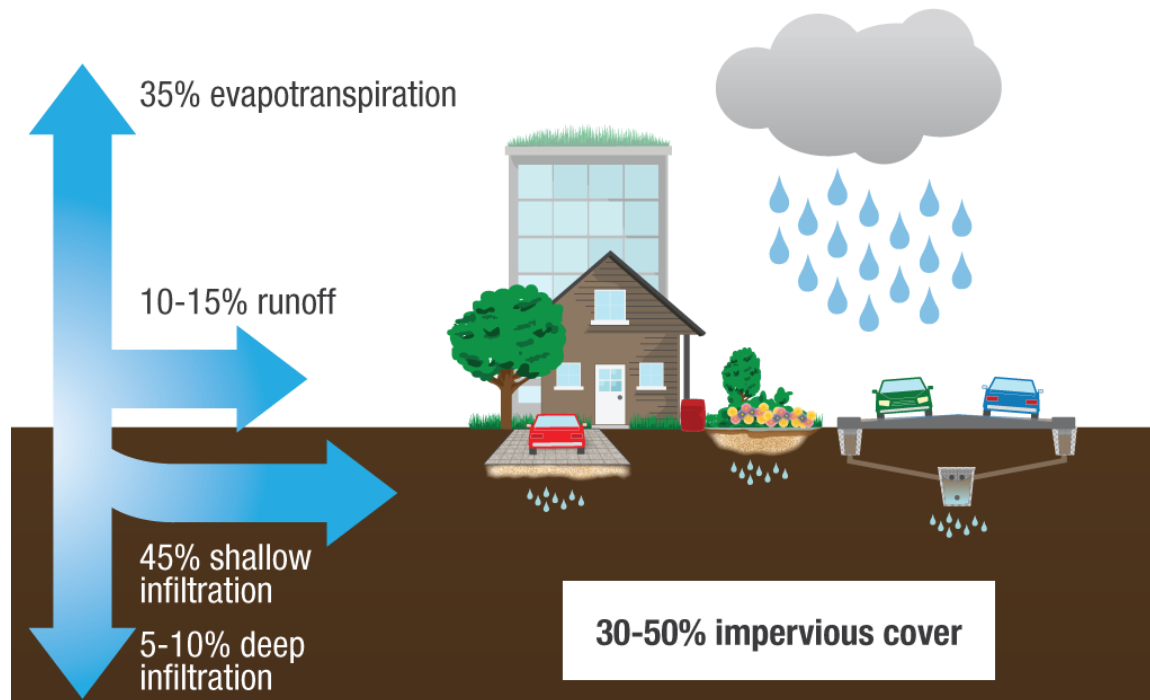 35% evapotranspiration
10-15% runoff
45% shallow
infiltration
5-10% deep
infiltration
30-50% impervious cover